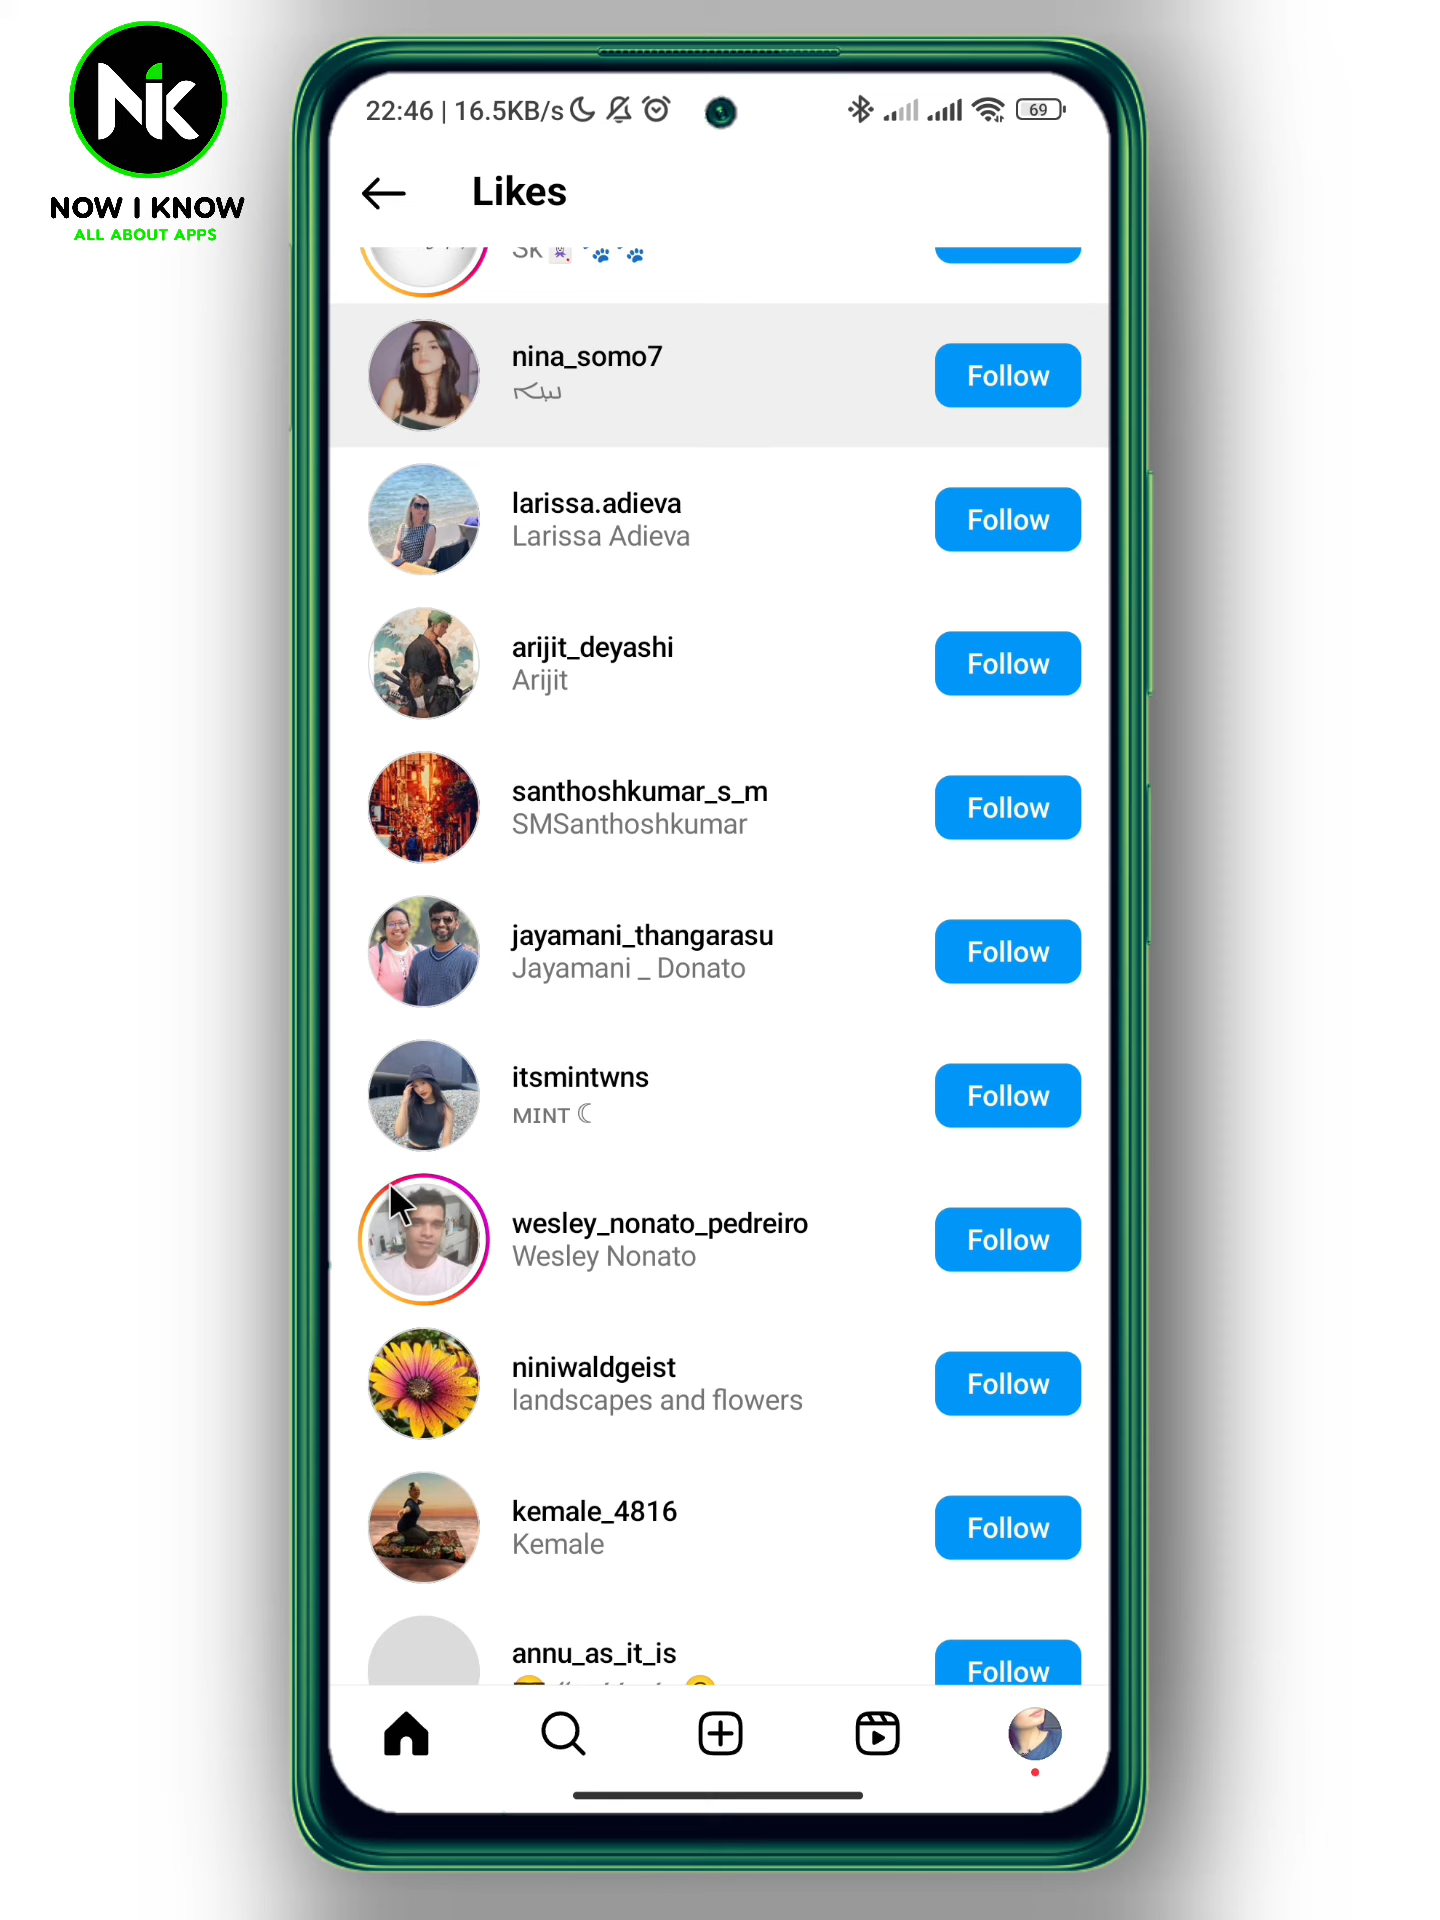 NiK
NOW I KNOW
ALL ABOUT APPS
22:46 | 16.5KB/s
69
Likes
nina_somo7
Follow
larissa.adieva
Larissa Adieva
Follow
arijit_deyashi
Arijit
Follow
santhoshkumar_s_m
SMSanthoshkumar
Follow
jayamani_thangarasu
Jayamani _ Donato
Follow
itsmintwns
ᴍɪɴᴛ ☾
Follow
wesley_nonato_pedreiro
Wesley Nonato
Follow
niniwaldgeist
landscapes and flowers
Follow
kemale_4816
Kemale
Follow
annu_as_it_is
Follow